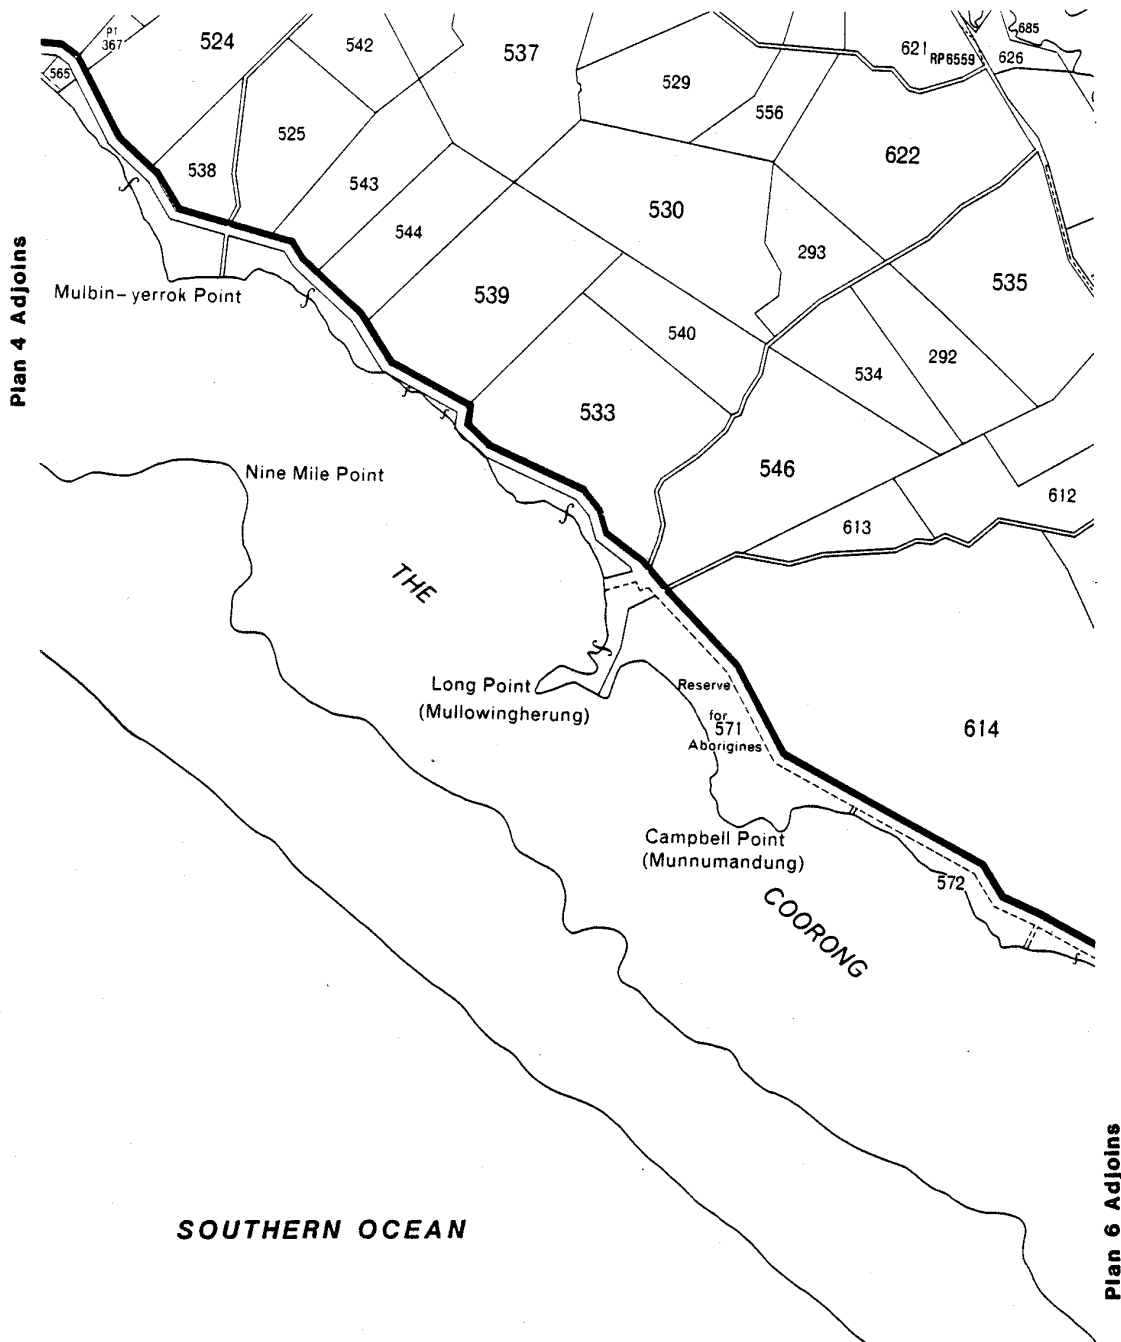 PT
367
524
542
537
621
RP6559
685
626
565
529
556
525
538
622
543
530
544
293
539
535
Plan 4 Adjoins
Mulbin-yerrok Point
540
534
292
533
546
Nine Mile Point
612
613
THE
Long Point
(Mullowingherung)
Reserve
for
571
Aborigines
614
Campbell Point
(Munnumandung)
572
COORONG
SOUTHERN OCEAN
Plan 6 Adjoins